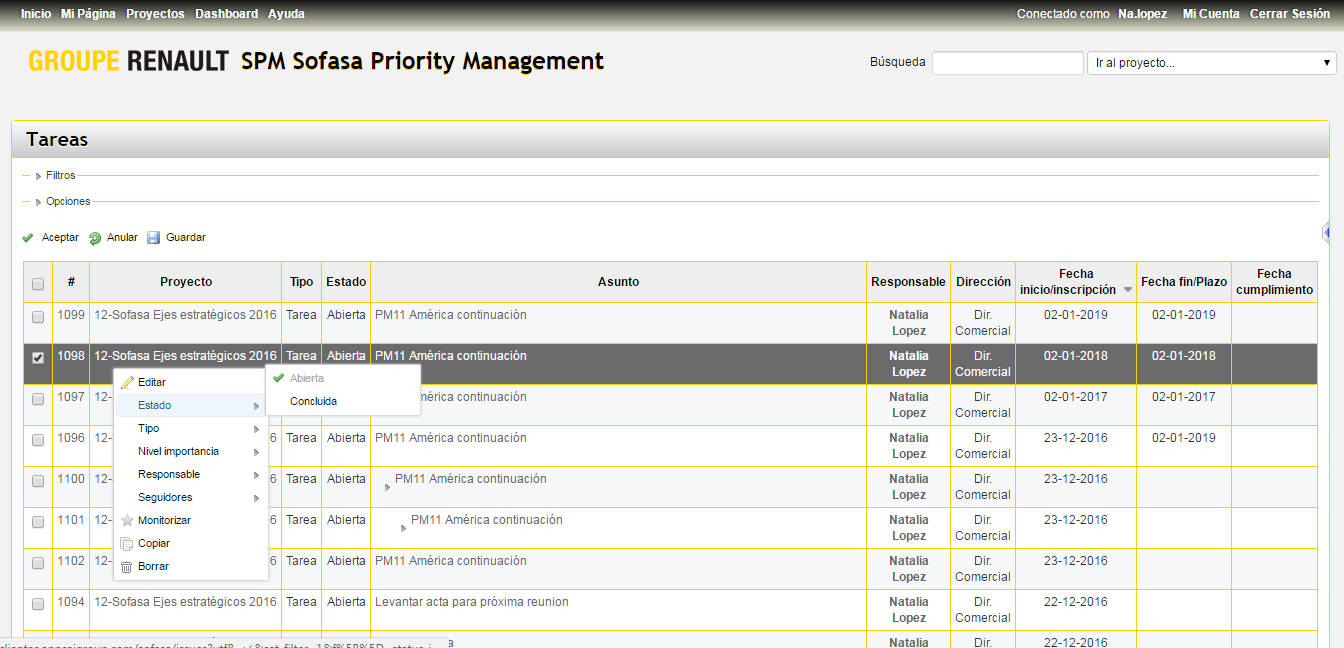 Inicio Mi Página Proyectos Dashboard Ayuda
Conectado como Na.lopez Mi Cuenta Cerrar Sesión
GROUPE RENAULT SPM Sofasa Priority Management
Búsqueda
Ir al proyecto...
Tareas
Filtros
Opciones
Aceptar Anular Guardar
# Proyecto Tipo Estado Asunto Responsable Dirección Fecha inicio/inscripción Fecha fin/Plazo Fecha cumplimiento
1099 12-Sofasa Ejes estratégicos 2016 Tarea Abierta PM11 América continuación Natalia Lopez Dir. Comercial 02-01-2019 02-01-2019
1098 12-Sofasa Ejes estratégicos 2016 Tarea Abierta PM11 América continuación Natalia Lopez Dir. Comercial 02-01-2018 02-01-2018
Editar
Estado
Tipo
Nivel importancia
Responsable
Seguidores
Monitorizar
Copiar
Borrar
Abierta
Concluida
1097 12- Tarea Abierta mérica continuación Natalia Lopez Dir. Comercial 02-01-2017 02-01-2017
1096 12- 6 Tarea Abierta PM11 América continuación Natalia Lopez Dir. Comercial 23-12-2016 02-01-2019
1100 12- 6 Tarea Abierta PM11 América continuación Natalia Lopez Dir. Comercial 23-12-2016
1101 12- 6 Tarea Abierta PM11 América continuación Natalia Lopez Dir. Comercial 23-12-2016
1102 12- 6 Tarea Abierta PM11 América continuación Natalia Lopez Dir. Comercial 23-12-2016
1094 12-Sofasa Ejes estratégicos 2016 Tarea Abierta Levantar acta para próxima reunion Natalia Lopez Dir. Comercial 22-12-2016
Natalia 22-12-2016